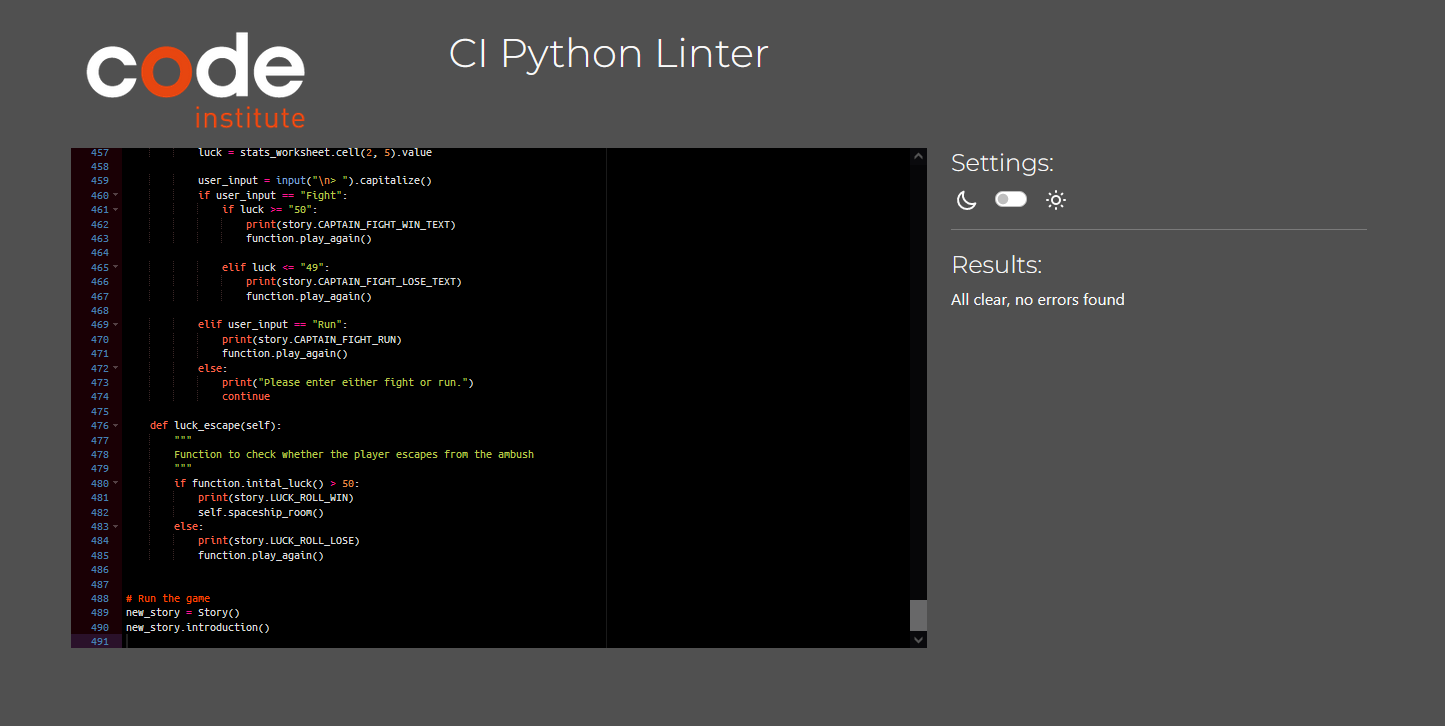 code
institute
CI Python Linter
457 luck = stats_worksheet.cell(2, 5).value
458
459 user_input = input("\n> ").capitalize()
460 if user_input == "Fight":
461 if luck >= "50":
462 print(story.CAPTAIN_FIGHT_WIN_TEXT)
463 function.play_again()
464
465 elif luck <= "49":
466 print(story.CAPTAIN_FIGHT_LOSE_TEXT)
467 function.play_again()
468
469 elif user_input == "Run":
470 print(story.CAPTAIN_FIGHT_RUN)
471 function.play_again()
472 else:
473 print("Please enter either fight or run.")
474 continue
475
476 def luck_escape(self):
477 """
478 Function to check whether the player escapes from the ambush
479 """
480 if function.inital_luck() > 50:
481 print(story.LUCK_ROLL_WIN)
482 self.spaceship_room()
483 else:
484 print(story.LUCK_ROLL_LOSE)
485 function.play_again()
486
487
488 # Run the game
489 new_story = Story()
490 new_story.introduction()
491
Settings:
Results:
All clear, no errors found